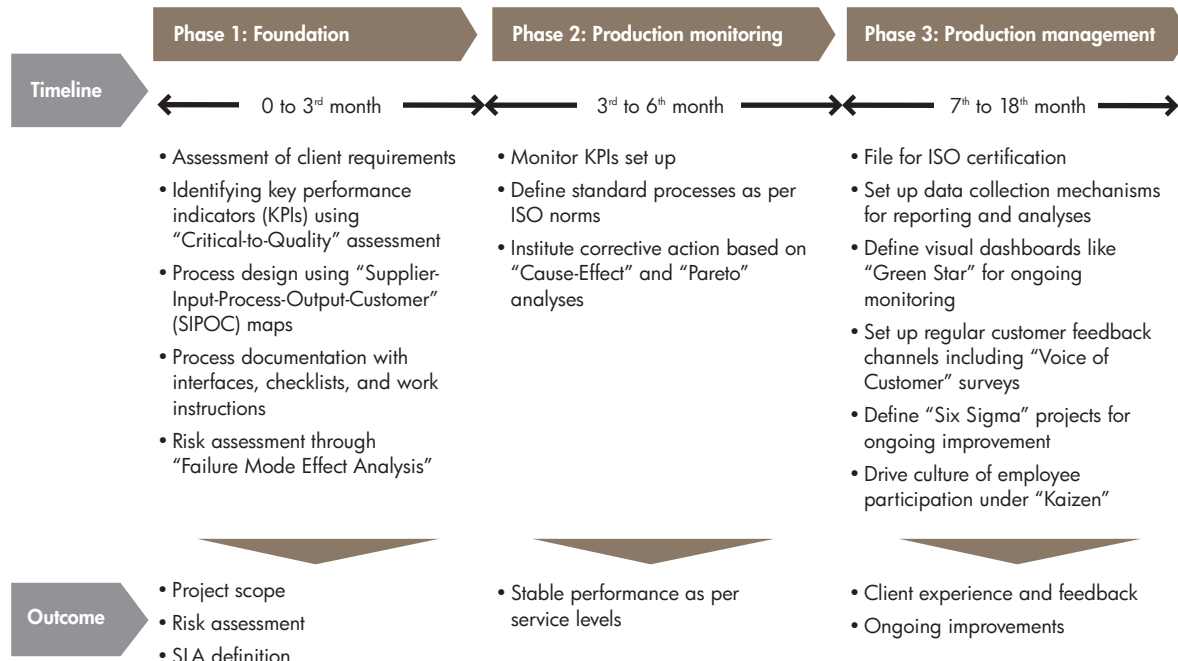 Phase 1: Foundation
Phase 2: Production monitoring
Phase 3: Production management
Timeline
0 to 3rd month
3rd to 6th month
7th to 18th month
• Assessment of client requirements
• Identifying key performance
indicators (KPIs) using
“Critical-to-Quality” assessment
• Process design using “Supplier-
Input-Process-Output-Customer”
(SIPOC) maps
• Process documentation with
interfaces, checklists, and work
instructions
• Risk assessment through
“Failure Mode Effect Analysis”
• Monitor KPIs set up
• Define standard processes as per
ISO norms
• Institute corrective action based on
“Cause-Effect” and “Pareto”
analyses
• File for ISO certification
• Set up data collection mechanisms
for reporting and analyses
• Define visual dashboards like
“Green Star” for ongoing
monitoring
• Set up regular customer feedback
channels including “Voice of
Customer” surveys
• Define “Six Sigma” projects for
ongoing improvement
• Drive culture of employee
participation under “Kaizen”
Outcome
• Project scope
• Risk assessment
• SLA definition
• Stable performance as per
service levels
• Client experience and feedback
• Ongoing improvements